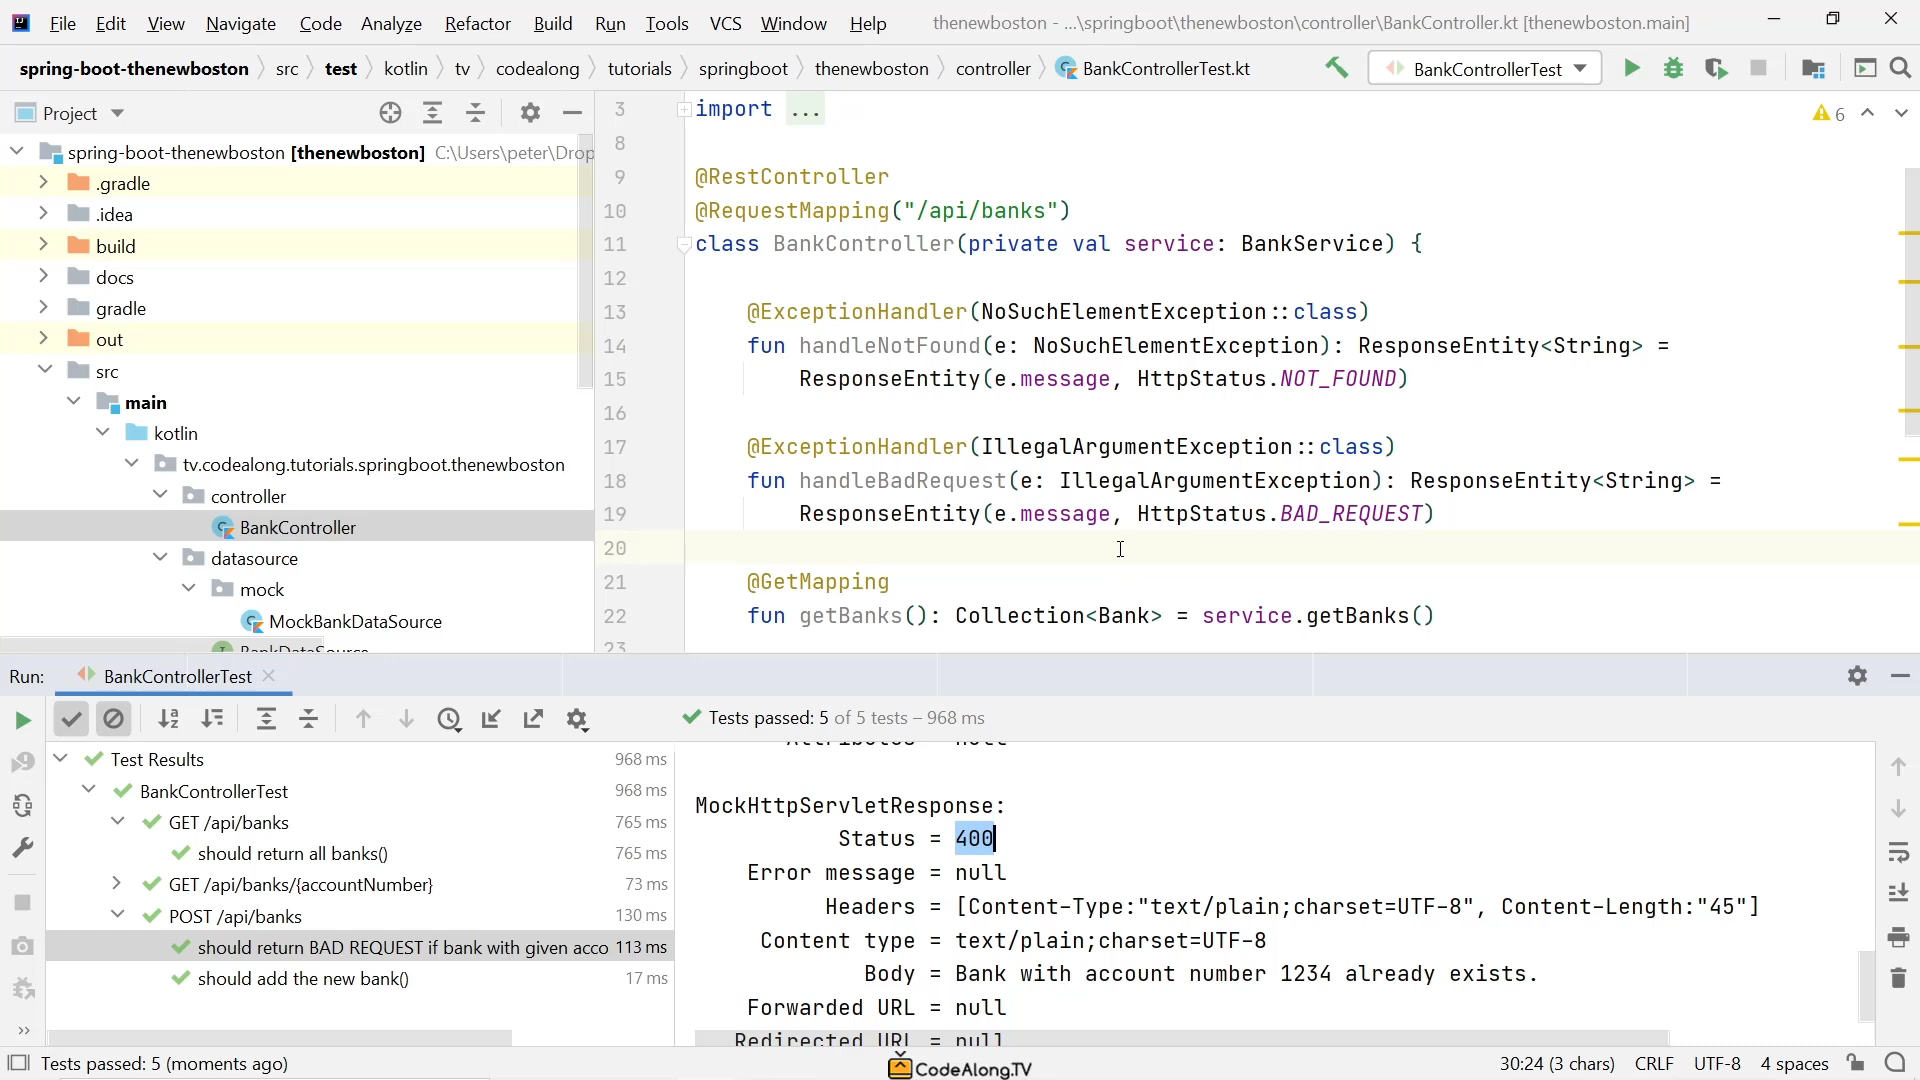 File Edit View Navigate Code Analyze Refactor Build Run Tools VCS Window Help thenewboston - ...\springboot\thenewboston\controller\BankController.kt [thenewboston.main]
spring-boot-thenewboston src test kotlin tv codealong tutorials springboot thenewboston controller BankControllerTest.kt BankControllerTest
Project
spring-boot-thenewboston [thenewboston] C:\Users\peter\Drop
.gradle
.idea
build
docs
gradle
out
src
main
kotlin
tv.codealong.tutorials.springboot.thenewboston
controller
BankController
datasource
mock
MockBankDataSource
BankDataSource
6
3 import ...
8
9 @RestController
10 @RequestMapping("/api/banks")
11 class BankController(private val service: BankService) {
12
13 @ExceptionHandler(NoSuchElementException::class)
14 fun handleNotFound(e: NoSuchElementException): ResponseEntity<String> =
15 ResponseEntity(e.message, HttpStatus.NOT_FOUND)
16
17 @ExceptionHandler(IllegalArgumentException::class)
18 fun handleBadRequest(e: IllegalArgumentException): ResponseEntity<String> =
19 ResponseEntity(e.message, HttpStatus.BAD_REQUEST)
20
21 @GetMapping
22 fun getBanks(): Collection<Bank> = service.getBanks()
23
Run: BankControllerTest
Tests passed: 5 of 5 tests – 968 ms
Test Results 968 ms
BankControllerTest 968 ms
GET /api/banks 765 ms
should return all banks() 765 ms
GET /api/banks/{accountNumber} 73 ms
POST /api/banks 130 ms
should return BAD REQUEST if bank with given acco 113 ms
should add the new bank() 17 ms
Attributes = null
MockHttpServletResponse:
Status = 400
Error message = null
Headers = [Content-Type:"text/plain;charset=UTF-8", Content-Length:"45"]
Content type = text/plain;charset=UTF-8
Body = Bank with account number 1234 already exists.
Forwarded URL = null
Redirected URL = null
Tests passed: 5 (moments ago) CodeAlong.TV 30:24 (3 chars) CRLF UTF-8 4 spaces